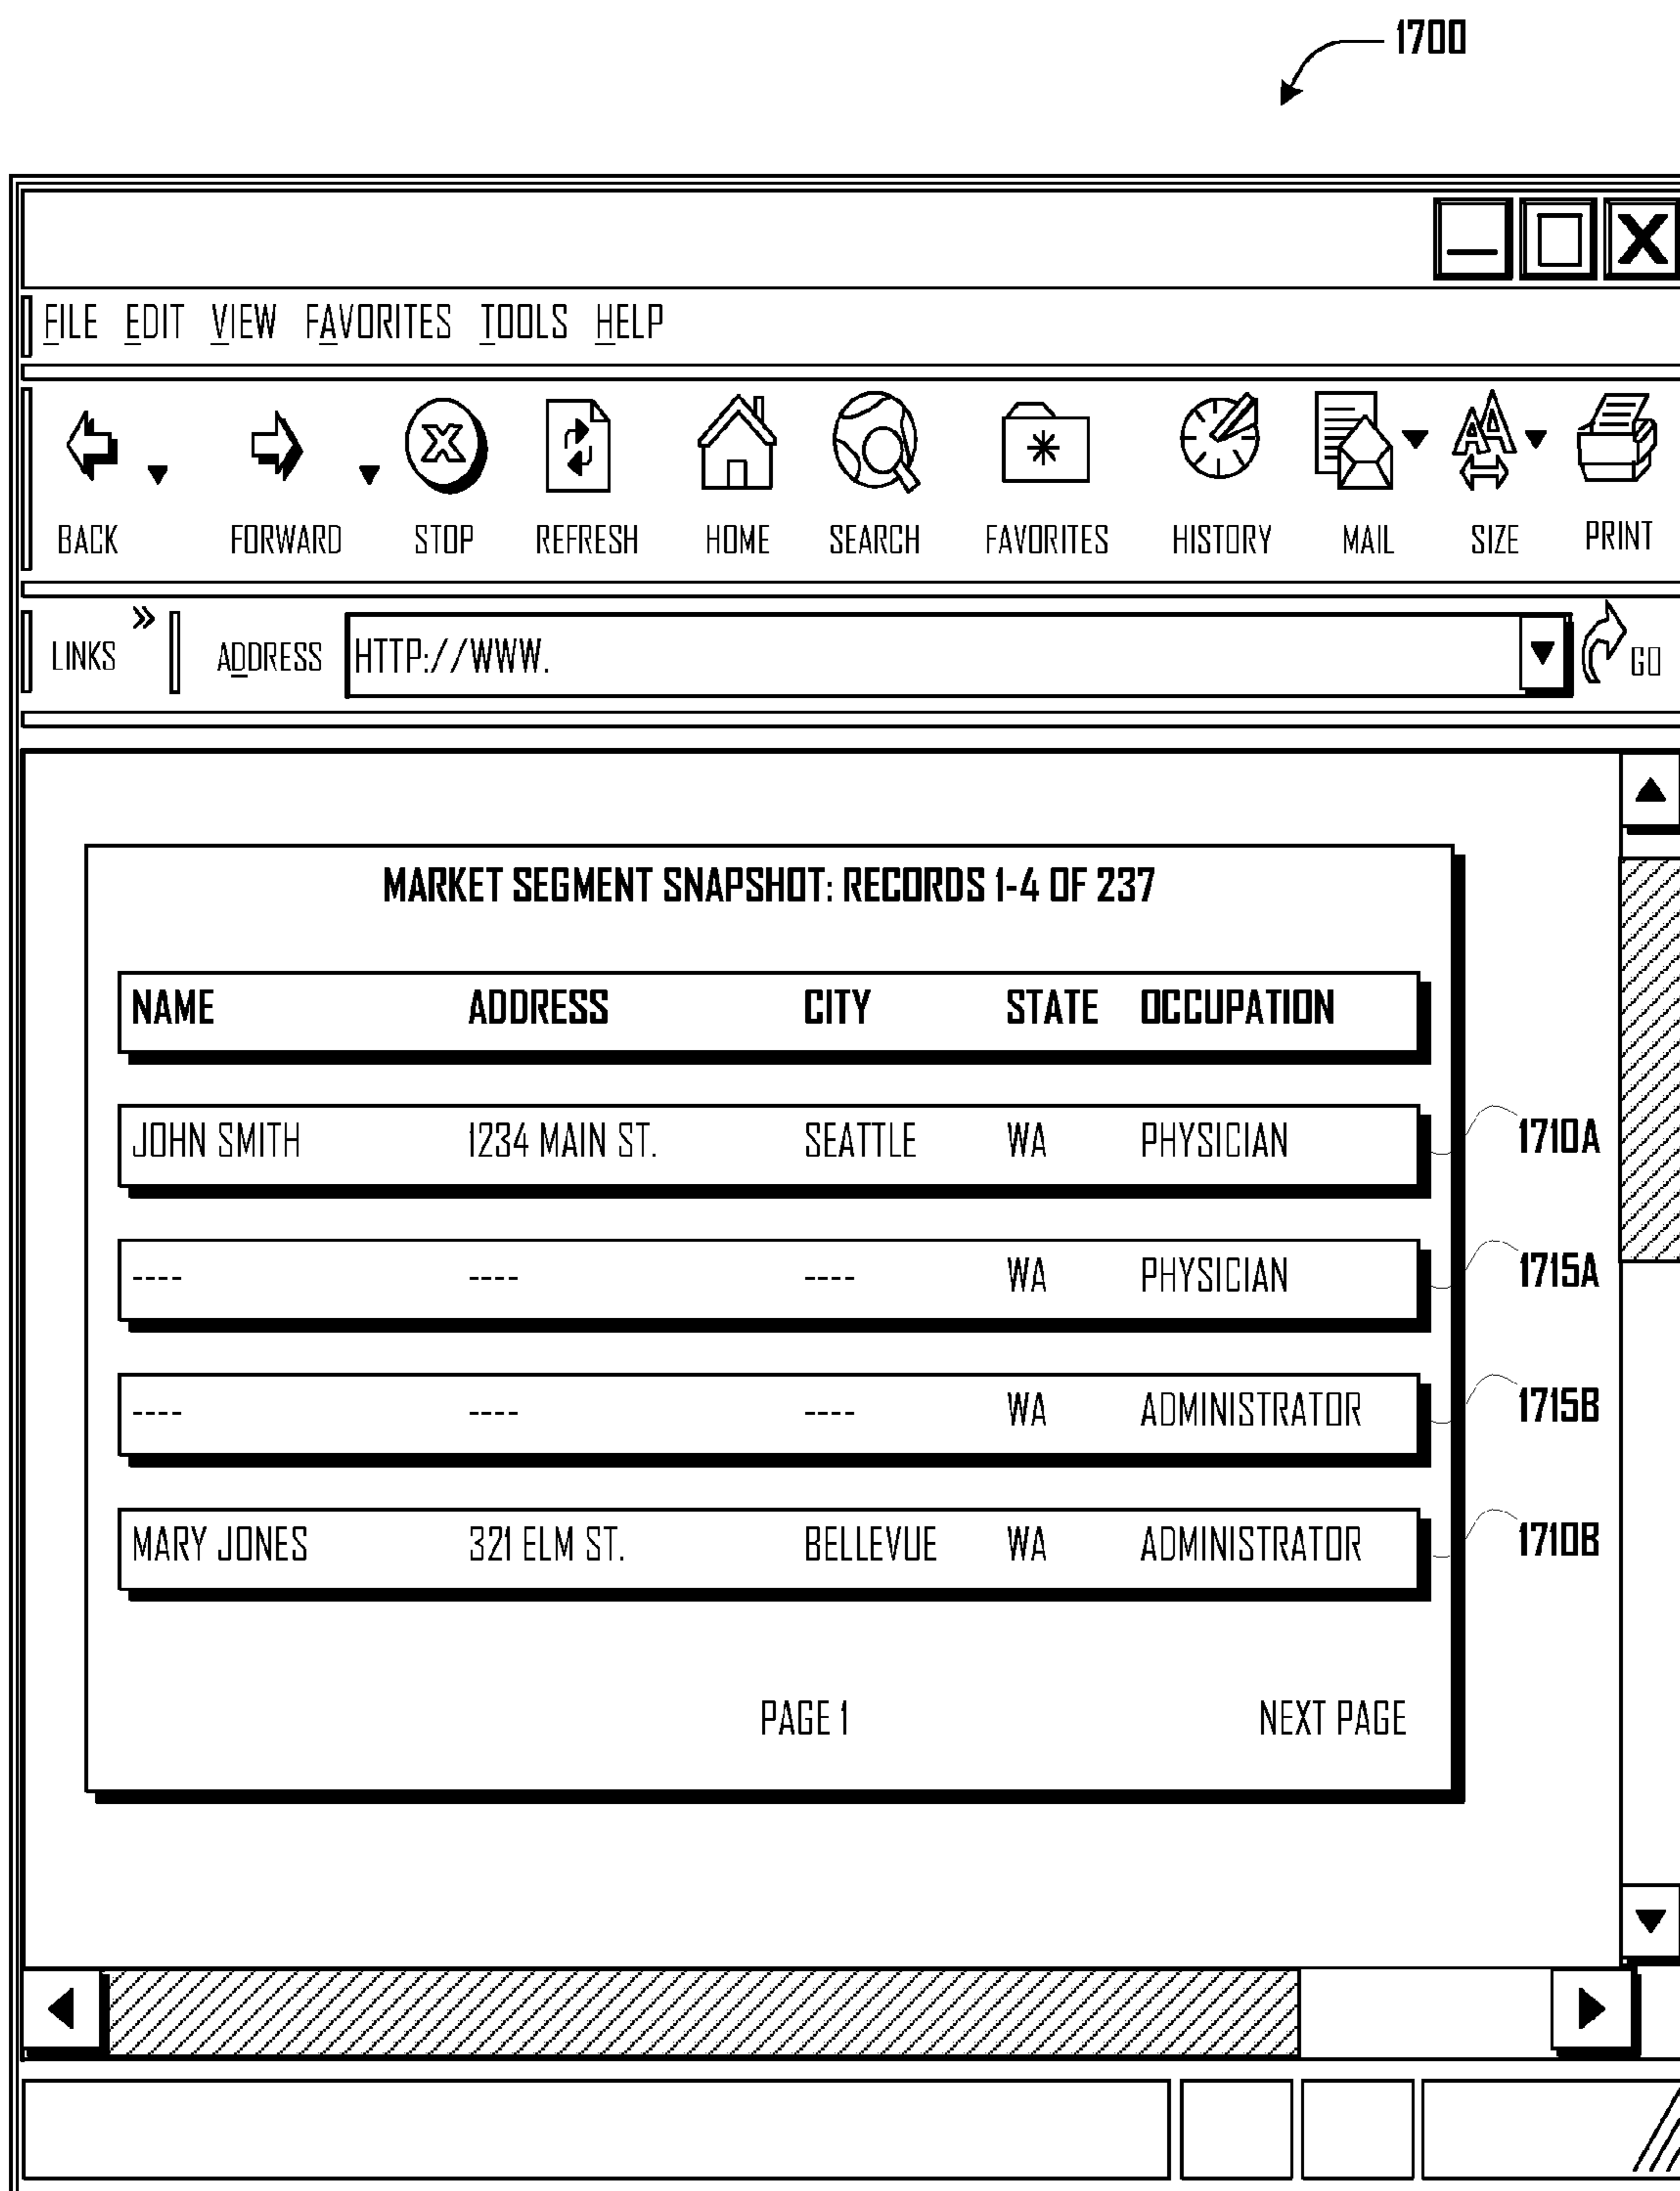 1700
FILE EDIT VIEW FAVORITES TOOLS HELP
BACK FORWARD STOP REFRESH HOME SEARCH FAVORITES HISTORY MAIL SIZE PRINT
LINKS » ADDRESS HTTP://WWW. GO
MARKET SEGMENT SNAPSHOT: RECORDS 1-4 OF 237
NAME ADDRESS CITY STATE OCCUPATION
JOHN SMITH 1234 MAIN ST. SEATTLE WA PHYSICIAN 1710A
---- ---- ---- WA PHYSICIAN 1715A
---- ---- ---- WA ADMINISTRATOR 1715B
MARY JONES 321 ELM ST. BELLEVUE WA ADMINISTRATOR 1710B
PAGE 1 NEXT PAGE